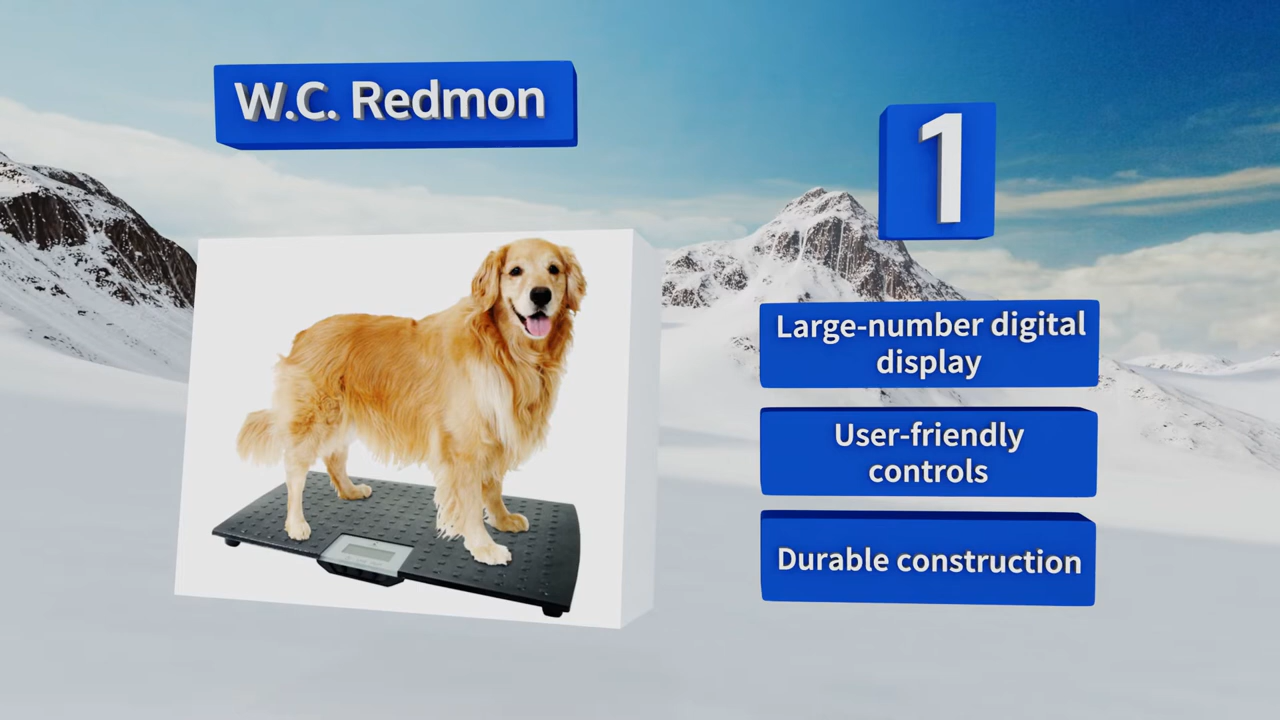 W.C. Redmon
1
Large-number digital
display
User-friendly
controls
Durable construction